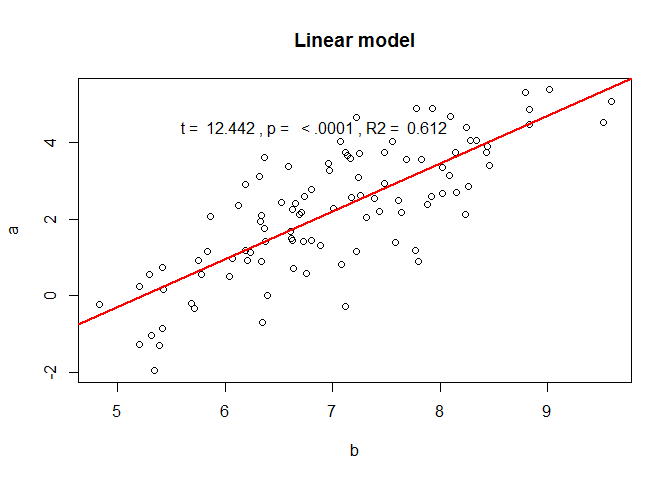 Linear model
t = 12.442 , p = < .0001 , R2 = 0.612
a
4
2
0
-2
5 6 7 8 9
b